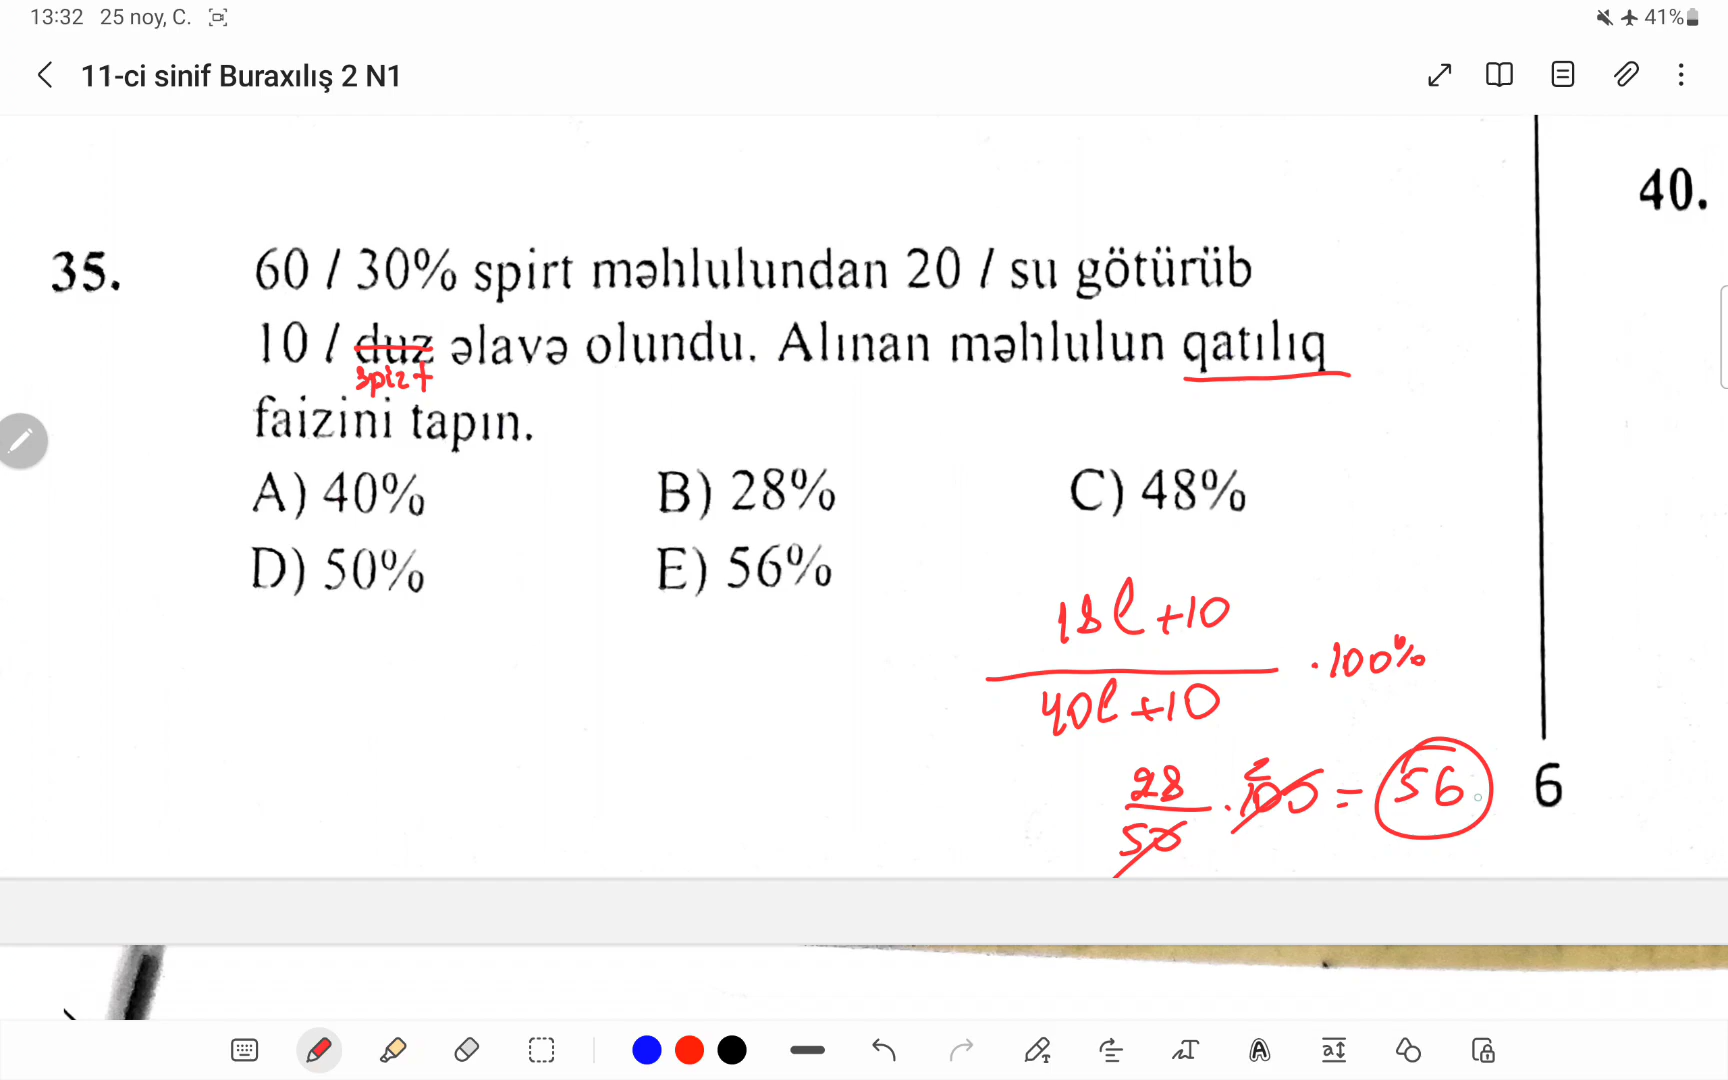 13:32 25 noy, C. 41%
11-ci sinif Buraxılış 2 N1
40.
35. 60 l 30% spirt məhlulundan 20 l su götürüb
10 l duz əlavə olundu. Alınan məhlulun qatılıq
spirt
faizini tapın.
A) 40% B) 28% C) 48%
D) 50% E) 56%
18l +10
40l +10
· 100%
28
50
· 100 2 = 56
6